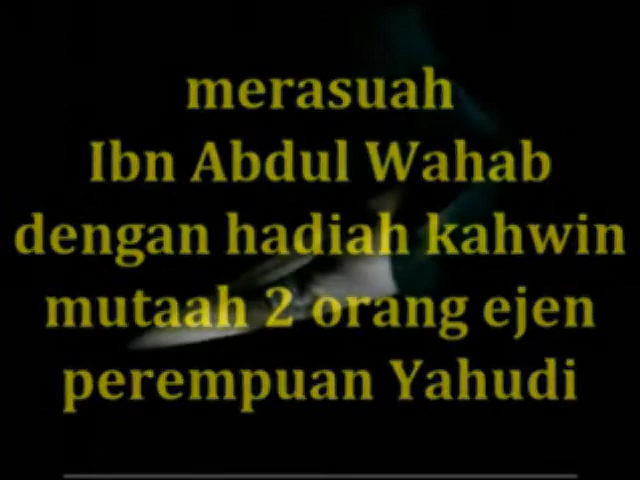 merasuah
Ibn Abdul Wahab
dengan hadiah kahwin
mutaah 2 orang ejen
perempuan Yahudi